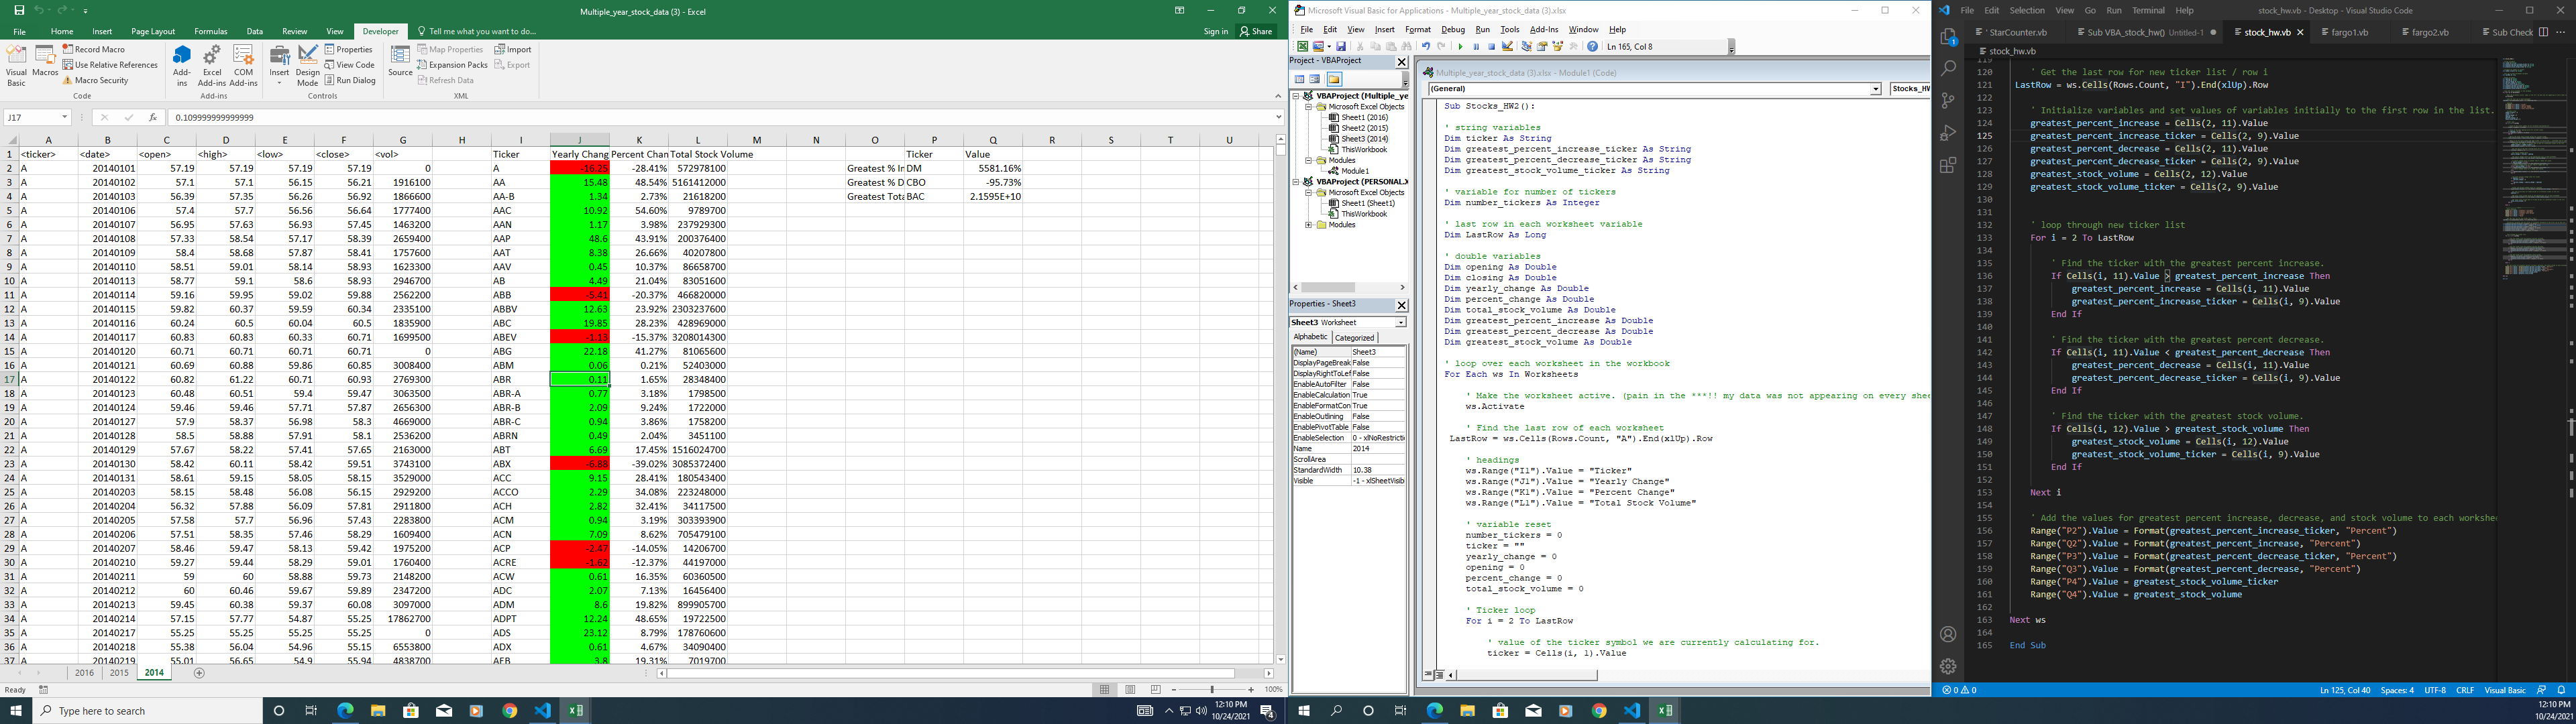 Multiple_year_stock_data (3) - Excel
File Home Insert Page Layout Formulas Data Review View Developer Tell me what you want to do... Sign in Share
Visual Basic Macros Record Macro Use Relative References Macro Security Code
Add-ins Excel Add-ins COM Add-ins Add-ins
Insert Design Mode Properties View Code Run Dialog Controls
Source Map Properties Expansion Packs Refresh Data Import Export XML
J17 fx 0.109999999999999
A B C D E F G H I J K L M N O P Q R S T U
1 <ticker> <date> <open> <high> <low> <close> <vol> Ticker Yearly Chang Percent Chan Total Stock Volume Ticker Value
2 A 20140101 57.19 57.19 57.19 57.19 0 A -16.25 -28.41% 572978100 Greatest % In DM 5581.16%
3 A 20140102 57.1 57.1 56.15 56.21 1916100 AA 15.48 48.54% 5161412000 Greatest % D CBO -95.73%
4 A 20140103 56.39 57.35 56.26 56.92 1866600 AA-B 1.34 2.73% 21618200 Greatest Tota BAC 2.1595E+10
5 A 20140106 57.4 57.7 56.56 56.64 1777400 AAC 10.92 54.60% 9789700
6 A 20140107 56.95 57.63 56.93 57.45 1463200 AAN 1.17 3.98% 237929300
7 A 20140108 57.33 58.54 57.17 58.39 2659400 AAP 48.6 43.91% 200376400
8 A 20140109 58.4 58.68 57.87 58.41 1757600 AAT 8.38 26.66% 40207800
9 A 20140110 58.51 59.01 58.14 58.93 1623300 AAV 0.45 10.37% 86658700
10 A 20140113 58.77 59.1 58.6 58.93 2946700 AB 4.49 21.04% 83051600
11 A 20140114 59.16 59.95 59.02 59.88 2562200 ABB -5.41 -20.37% 466820000
12 A 20140115 59.82 60.37 59.59 60.34 2335100 ABBV 12.63 23.92% 2303237600
13 A 20140116 60.24 60.5 60.04 60.5 1835900 ABC 19.85 28.23% 428969000
14 A 20140117 60.83 60.83 60.33 60.71 1699500 ABEV -1.13 -15.37% 3208014300
15 A 20140120 60.71 60.71 60.71 60.71 0 ABG 22.18 41.27% 81065600
16 A 20140121 60.69 60.88 59.86 60.85 3008400 ABM 0.06 0.21% 52403000
17 A 20140122 60.82 61.22 60.71 60.93 2769300 ABR 0.11 1.65% 28348400
18 A 20140123 60.48 60.51 59.4 59.47 3063500 ABR-A 0.77 3.18% 1798500
19 A 20140124 59.46 59.46 57.71 57.87 2656300 ABR-B 2.09 9.24% 1722000
20 A 20140127 57.9 58.37 56.98 58.3 4669000 ABR-C 0.94 3.86% 1758200
21 A 20140128 58.5 58.88 57.91 58.1 2536200 ABRN 0.49 2.04% 3451100
22 A 20140129 57.67 58.22 57.41 57.65 2163000 ABT 6.69 17.45% 1516024700
23 A 20140130 58.42 60.11 58.42 59.51 3743100 ABX -6.88 -39.02% 3085372400
24 A 20140131 58.61 59.15 58.05 58.15 3529000 ACC 9.15 28.41% 180543400
25 A 20140203 58.15 58.48 56.08 56.15 2929200 ACCO 2.29 34.08% 223248000
26 A 20140204 56.32 57.88 56.09 57.81 2911800 ACH 2.82 32.41% 34117500
27 A 20140205 57.58 57.7 56.96 57.43 2283800 ACM 0.94 3.19% 303393900
28 A 20140206 57.51 58.35 57.46 58.29 1609400 ACN 7.09 8.62% 705479100
29 A 20140207 58.46 59.47 58.13 59.42 1975200 ACP -2.47 -14.05% 14206700
30 A 20140210 59.27 59.44 58.29 59.01 1760400 ACRE -1.62 -12.37% 44197000
31 A 20140211 59 60 58.88 59.73 2148200 ACW 0.61 16.35% 60360500
32 A 20140212 60 60.46 59.67 59.89 2347200 ADC 2.07 7.13% 16456400
33 A 20140213 59.45 60.38 59.37 60.08 3097000 ADM 8.6 19.82% 899905700
34 A 20140214 57.15 57.77 54.87 55.25 17862700 ADPT 12.24 48.65% 19722500
35 A 20140217 55.25 55.25 55.25 55.25 0 ADS 23.12 8.79% 178760600
36 A 20140218 55.38 56.04 54.96 55.15 6553800 ADX 0.61 4.67% 34090400
37 A 20140219 55.01 56.65 54.9 55.94 4838700 AEB 3.8 19.31% 7019700
2016 2015 2014
Ready 100%
Type here to search 12:10 PM 10/24/2021
Microsoft Visual Basic for Applications - Multiple_year_stock_data (3).xlsx
File Edit View Insert Format Debug Run Tools Add-Ins Window Help
Ln 165, Col 8
Project - VBAProject
VBAProject (Multiple_ye
Microsoft Excel Objects
Sheet1 (2016)
Sheet2 (2015)
Sheet3 (2014)
ThisWorkbook
Modules
Module1
VBAProject (PERSONAL.X
Microsoft Excel Objects
Sheet1 (Sheet1)
ThisWorkbook
Modules
Properties - Sheet3
Sheet3 Worksheet
Alphabetic Categorized
(Name) Sheet3
DisplayPageBreak False
DisplayRightToLef False
EnableAutoFilter False
EnableCalculation True
EnableFormatCon True
EnableOutlining False
EnablePivotTable False
EnableSelection 0 - xlNoRestricti
Name 2014
ScrollArea
StandardWidth 10.38
Visible -1 - xlSheetVisibl
Multiple_year_stock_data (3).xlsx - Module1 (Code)
(General) Stocks_HW
Sub Stocks_HW2():
' string variables
Dim ticker As String
Dim greatest_percent_increase_ticker As String
Dim greatest_percent_decrease_ticker As String
Dim greatest_stock_volume_ticker As String
' variable for number of tickers
Dim number_tickers As Integer
' last row in each worksheet variable
Dim LastRow As Long
' double variables
Dim opening As Double
Dim closing As Double
Dim yearly_change As Double
Dim percent_change As Double
Dim total_stock_volume As Double
Dim greatest_percent_increase As Double
Dim greatest_percent_decrease As Double
Dim greatest_stock_volume As Double
' loop over each worksheet in the workbook
For Each ws In Worksheets
' Make the worksheet active. (pain in the ***!! my data was not appearing on every shee
ws.Activate
' Find the last row of each worksheet
LastRow = ws.Cells(Rows.Count, "A").End(xlUp).Row
' headings
ws.Range("I1").Value = "Ticker"
ws.Range("J1").Value = "Yearly Change"
ws.Range("K1").Value = "Percent Change"
ws.Range("L1").Value = "Total Stock Volume"
' variable reset
number_tickers = 0
ticker = ""
yearly_change = 0
opening = 0
percent_change = 0
total_stock_volume = 0
' Ticker loop
For i = 2 To LastRow
' value of the ticker symbol we are currently calculating for.
ticker = Cells(i, 1).Value
File Edit Selection View Go Run Terminal Help stock_hw.vb - Desktop - Visual Studio Code
' StarCounter.vb Sub VBA_stock_hw() Untitled-1 stock_hw.vb fargo1.vb fargo2.vb Sub Check
stock_hw.vb
119
120 ' Get the last row for new ticker list / row i
121 LastRow = ws.Cells(Rows.Count, "I").End(xlUp).Row
122
123 ' Initialize variables and set values of variables initially to the first row in the list.
124 greatest_percent_increase = Cells(2, 11).Value
125 greatest_percent_increase_ticker = Cells(2, 9).Value
126 greatest_percent_decrease = Cells(2, 11).Value
127 greatest_percent_decrease_ticker = Cells(2, 9).Value
128 greatest_stock_volume = Cells(2, 12).Value
129 greatest_stock_volume_ticker = Cells(2, 9).Value
130
131
132 ' loop through new ticker list
133 For i = 2 To LastRow
134
135 ' Find the ticker with the greatest percent increase.
136 If Cells(i, 11).Value > greatest_percent_increase Then
137 greatest_percent_increase = Cells(i, 11).Value
138 greatest_percent_increase_ticker = Cells(i, 9).Value
139 End If
140
141 ' Find the ticker with the greatest percent decrease.
142 If Cells(i, 11).Value < greatest_percent_decrease Then
143 greatest_percent_decrease = Cells(i, 11).Value
144 greatest_percent_decrease_ticker = Cells(i, 9).Value
145 End If
146
147 ' Find the ticker with the greatest stock volume.
148 If Cells(i, 12).Value > greatest_stock_volume Then
149 greatest_stock_volume = Cells(i, 12).Value
150 greatest_stock_volume_ticker = Cells(i, 9).Value
151 End If
152
153 Next i
154
155 ' Add the values for greatest percent increase, decrease, and stock volume to each workshee
156 Range("P2").Value = Format(greatest_percent_increase_ticker, "Percent")
157 Range("Q2").Value = Format(greatest_percent_increase, "Percent")
158 Range("P3").Value = Format(greatest_percent_decrease_ticker, "Percent")
159 Range("Q3").Value = Format(greatest_percent_decrease, "Percent")
160 Range("P4").Value = greatest_stock_volume_ticker
161 Range("Q4").Value = greatest_stock_volume
162
163 Next ws
164
165 End Sub
0 0 Ln 125, Col 40 Spaces: 4 UTF-8 CRLF Visual Basic
12:10 PM
10/24/2021